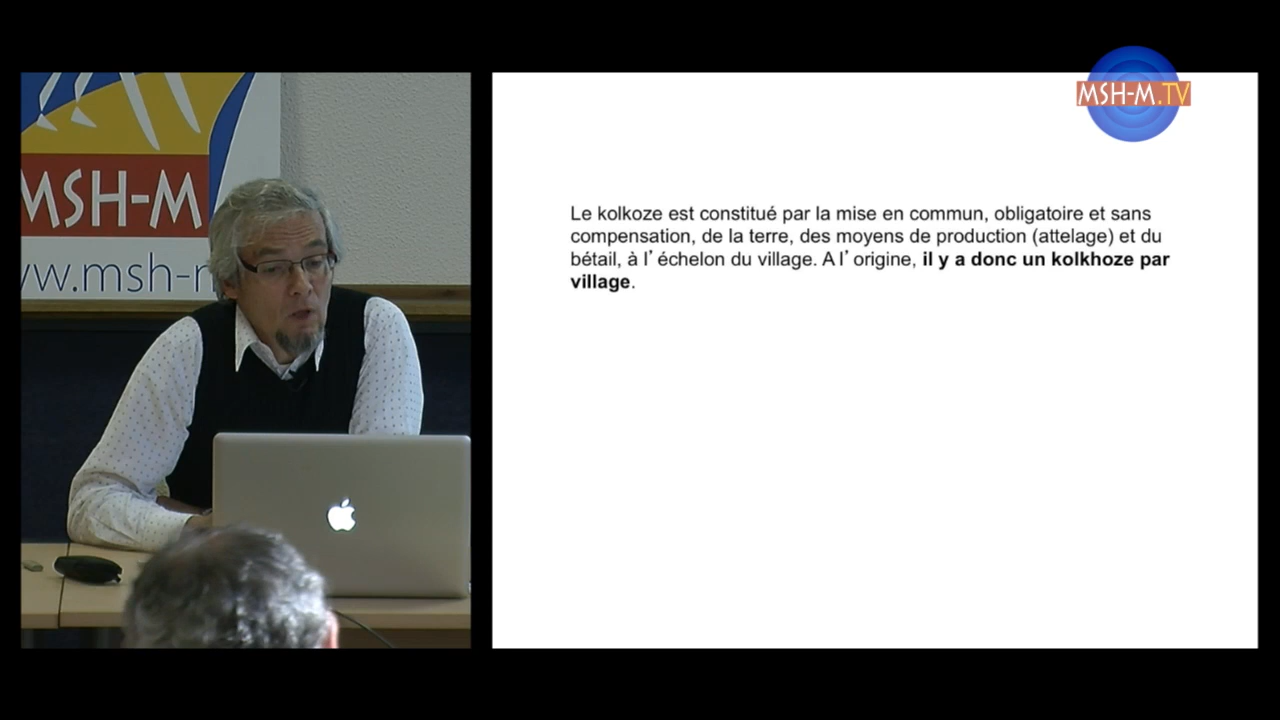 MSH-M.TV
MSH-M
www.msh-m
Le kolkoze est constitué par la mise en commun, obligatoire et sans
compensation, de la terre, des moyens de production (attelage) et du
bétail, à l’échelon du village. A l’origine, il y a donc un kolkhoze par
village.